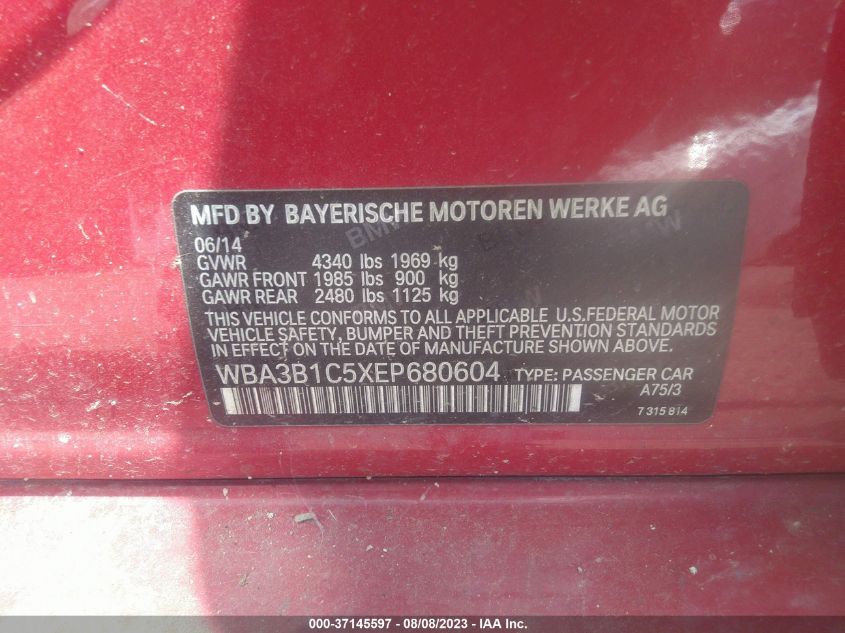 MFD BY BAYERISCHE MOTOREN WERKE AG
06/14
GVWR 4340 lbs 1969 kg
GAWR FRONT 1985 lbs 900 kg
GAWR REAR 2480 lbs 1125 kg
THIS VEHICLE CONFORMS TO ALL APPLICABLE U.S.FEDERAL MOTOR
VEHICLE SAFETY, BUMPER AND THEFT PREVENTION STANDARDS
IN EFFECT ON THE DATE OF MANUFACTURE SHOWN ABOVE.
WBA3B1C5XEP680604 TYPE: PASSENGER CAR
A75/3
7315814
000-37145597 - 08/08/2023 - IAA Inc.